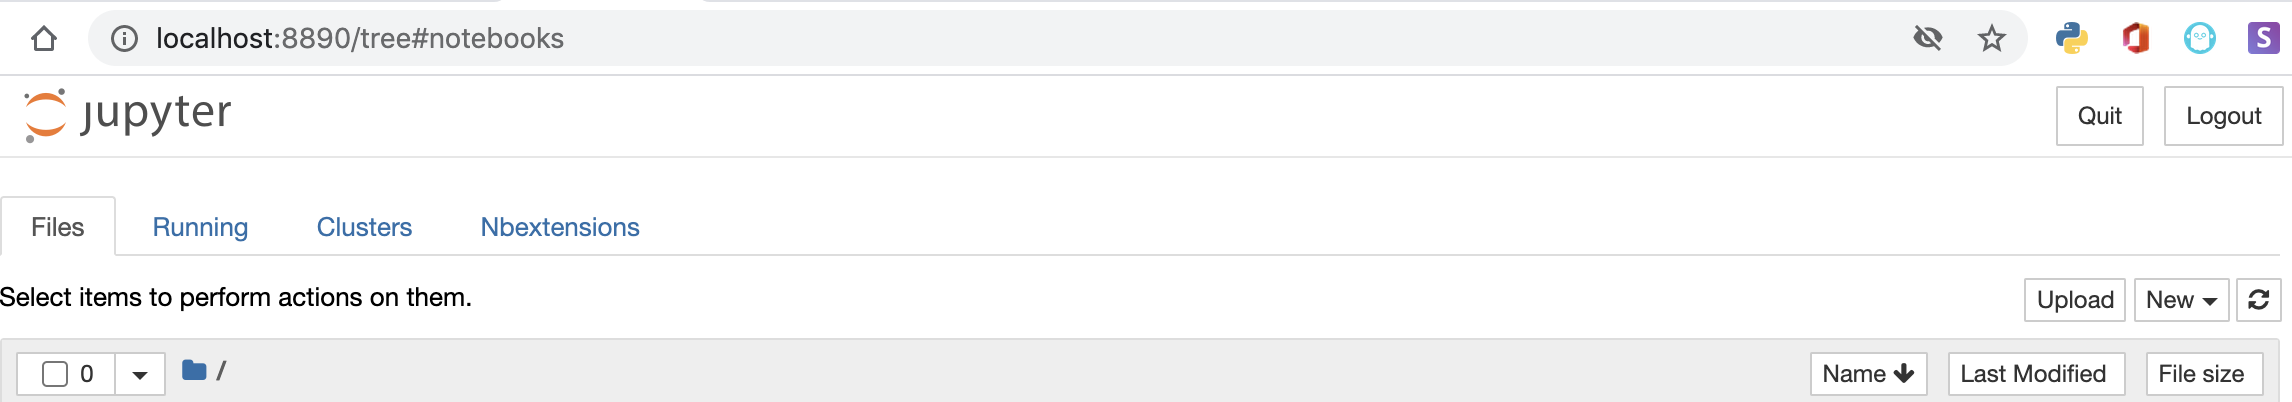 localhost:8890/tree#notebooks
S
jupyter
Quit Logout
Files Running Clusters Nbextensions
Select items to perform actions on them.
Upload New
0 / Name Last Modified File size